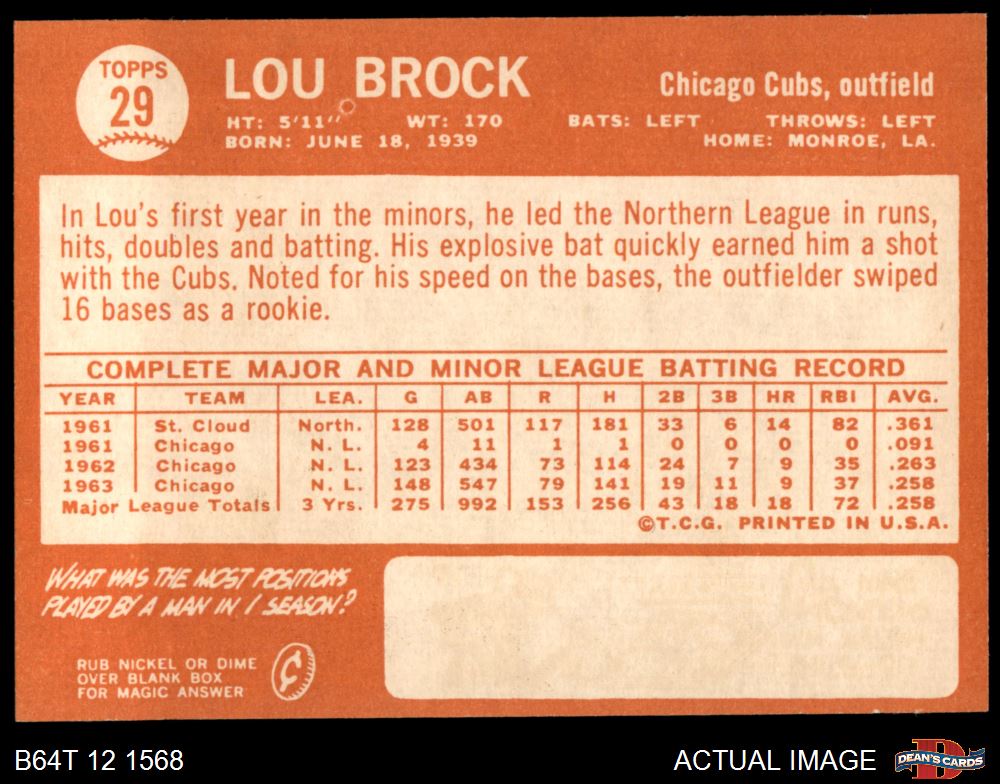 TOPPS
29
LOU BROCK
Chicago Cubs, outfield
HT: 5'11" WT: 170 BATS: LEFT THROWS: LEFT
BORN: JUNE 18, 1939 HOME: MONROE, LA.
In Lou's first year in the minors, he led the Northern League in runs,
hits, doubles and batting. His explosive bat quickly earned him a shot
with the Cubs. Noted for his speed on the bases, the outfielder swiped
16 bases as a rookie.
COMPLETE MAJOR AND MINOR LEAGUE BATTING RECORD
YEAR TEAM LEA. G AB R H 2B 3B HR RBI AVG.
1961 St. Cloud North. 128 501 117 181 33 6 14 82 .361
1961 Chicago N. L. 4 11 1 1 0 0 0 0 .091
1962 Chicago N. L. 123 434 73 114 24 7 9 35 .263
1963 Chicago N. L. 148 547 79 141 19 11 9 37 .258
Major League Totals 3 Yrs. 275 992 153 256 43 18 18 72 .258
©T.C.G. PRINTED IN U.S.A.
WHAT WAS THE MOST POSITIONS
PLAYED BY A MAN IN 1 SEASON?
RUB NICKEL OR DIME
OVER BLANK BOX
FOR MAGIC ANSWER
B64T 12 1568
ACTUAL IMAGE
DEAN'S CARDS